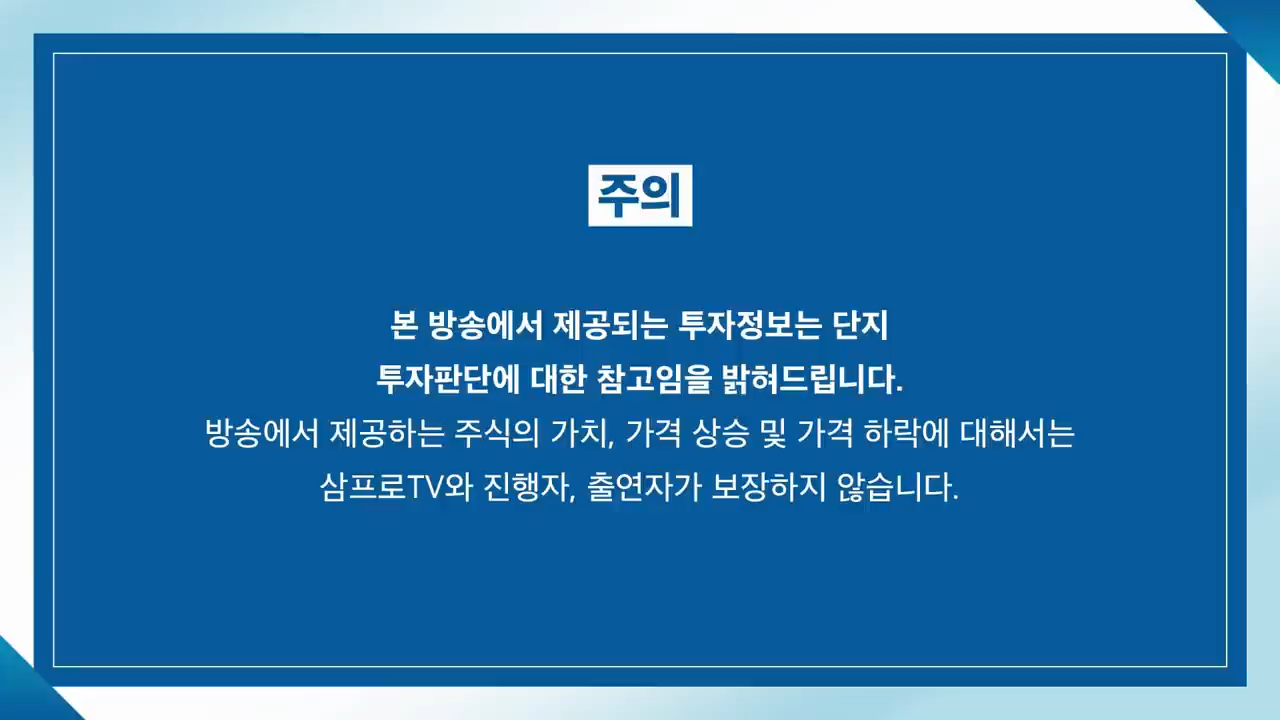 주의
본 방송에서 제공되는 투자정보는 단지
투자판단에 대한 참고임을 밝혀드립니다.
방송에서 제공하는 주식의 가치, 가격 상승 및 가격 하락에 대해서는
삼프로TV와 진행자, 출연자가 보장하지 않습니다.